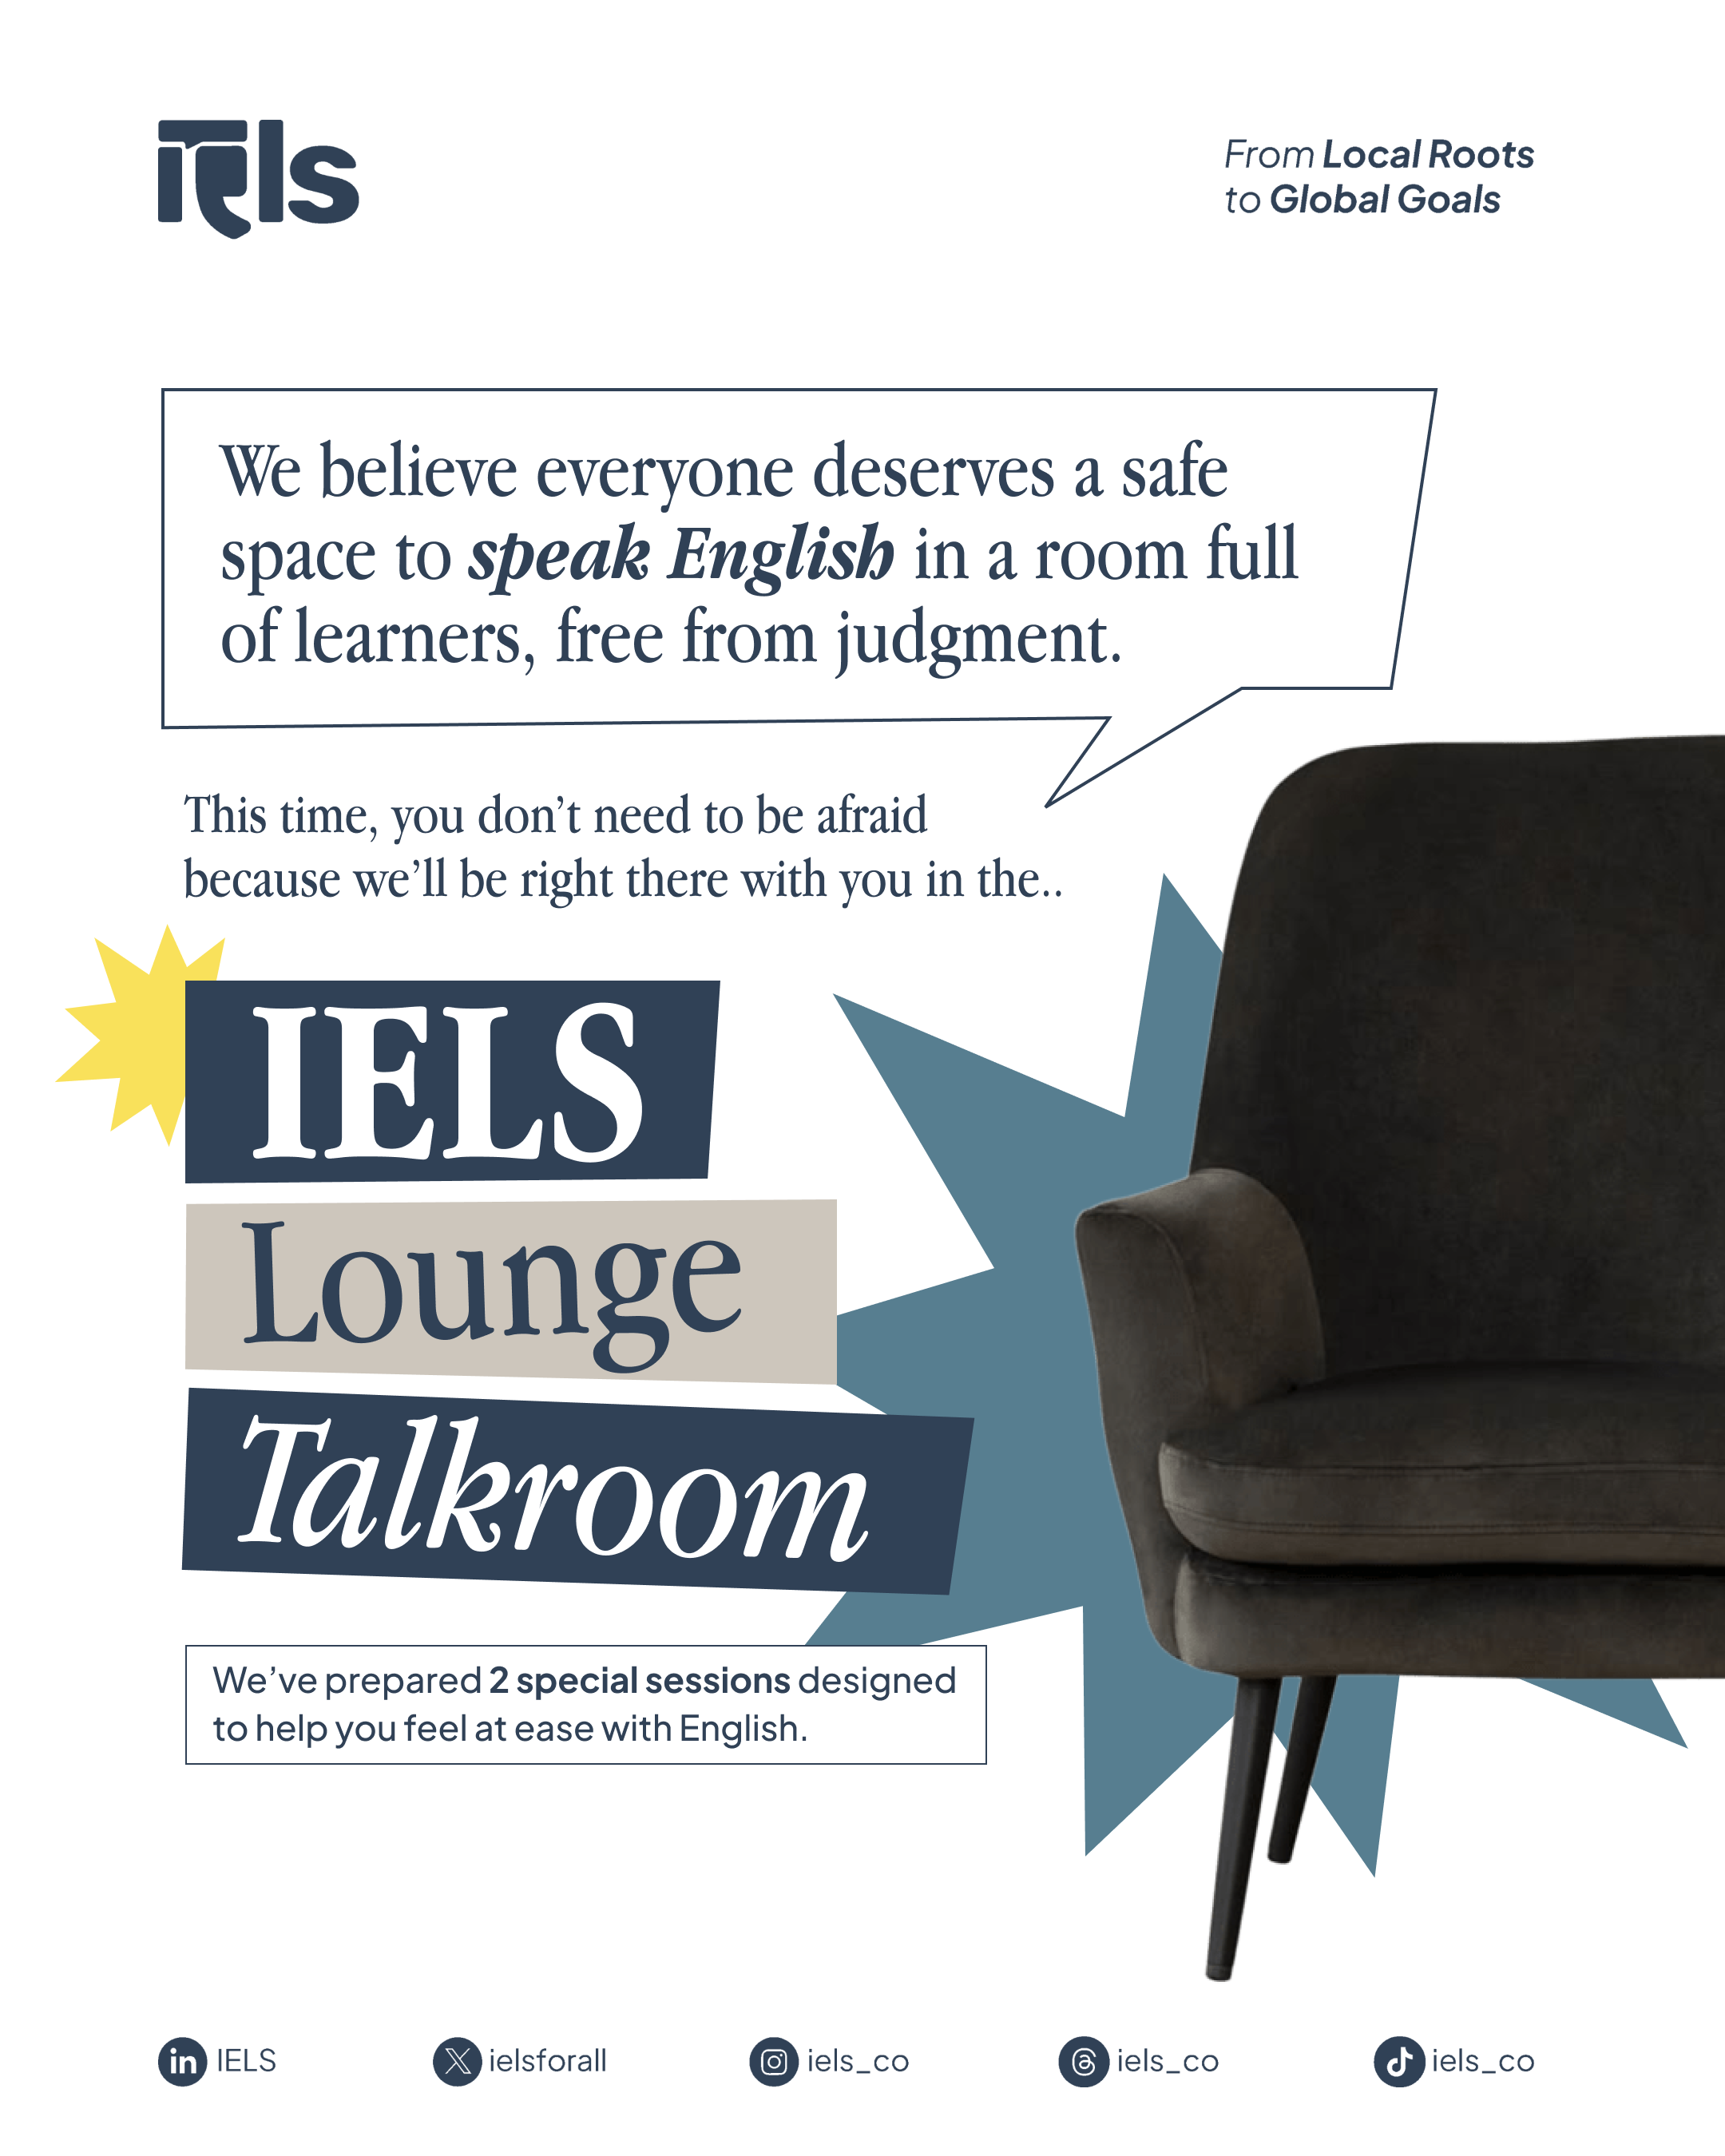 iels
From Local Roots
to Global Goals
We believe everyone deserves a safe
space to speak English in a room full
of learners, free from judgment.
This time, you don’t need to be afraid
because we’ll be right there with you in the..
IELS
Lounge
Talkroom
We’ve prepared 2 special sessions designed
to help you feel at ease with English.
in IELS
X ielsforall
iels_co
iels_co
iels_co